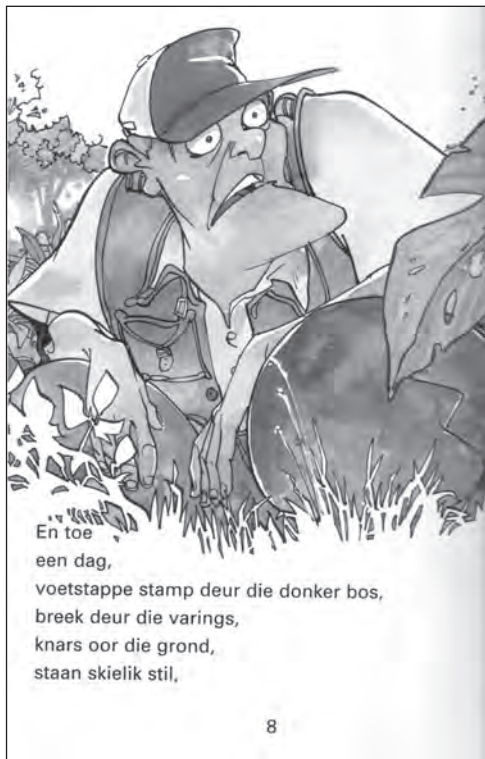 En toe
een dag,
voetstappe stamp deur die donker bos,
breek deur die varings,
knars oor die grond,
staan skielik stil,
8